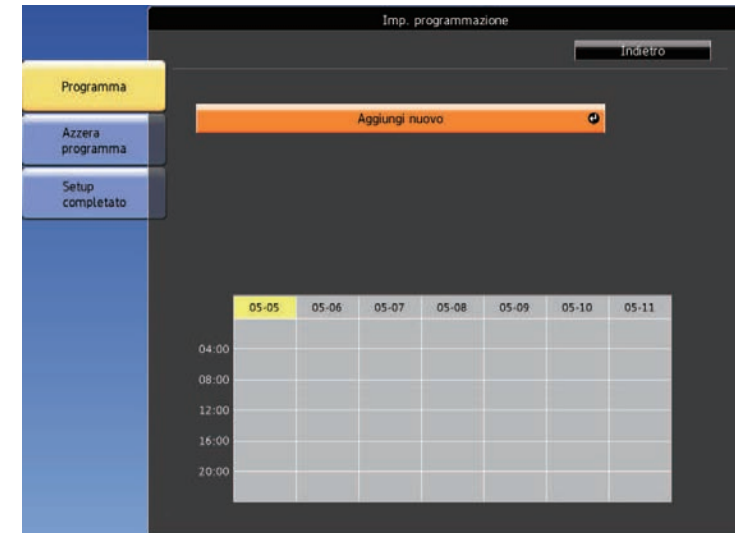 Imp. programmazione
Indietro
Programma
Aggiungi nuovo
Azzera
programma
Setup
completato
05-05 05-06 05-07 05-08 05-09 05-10 05-11
04:00
08:00
12:00
16:00
20:00